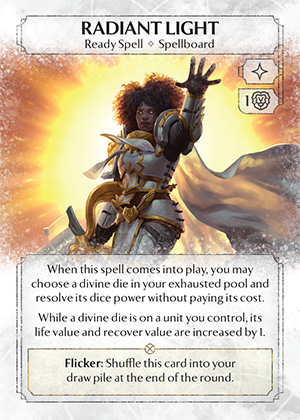 RADIANT LIGHT
Ready Spell ⬦ Spellboard
1
When this spell comes into play, you may
choose a divine die in your exhausted pool and
resolve its dice power without paying its cost.
While a divine die is on a unit you control, its
life value and recover value are increased by 1.
Flicker: Shuffle this card into your
draw pile at the end of the round.